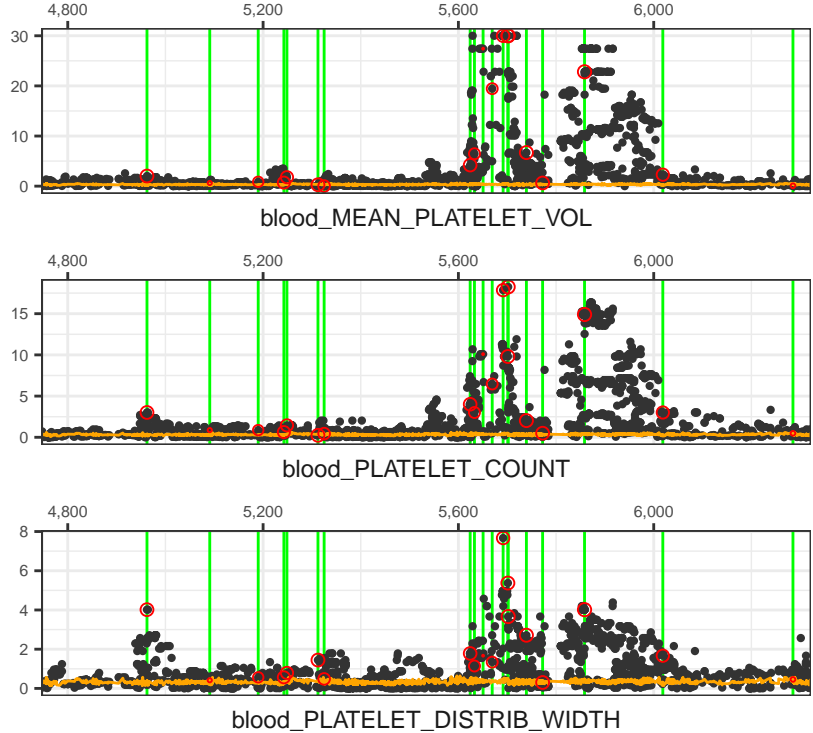 4,800 5,200 5,600 6,000
30
20
10
0
blood_MEAN_PLATELET_VOL
4,800 5,200 5,600 6,000
15
10
5
0
blood_PLATELET_COUNT
4,800 5,200 5,600 6,000
8
6
4
2
0
blood_PLATELET_DISTRIB_WIDTH